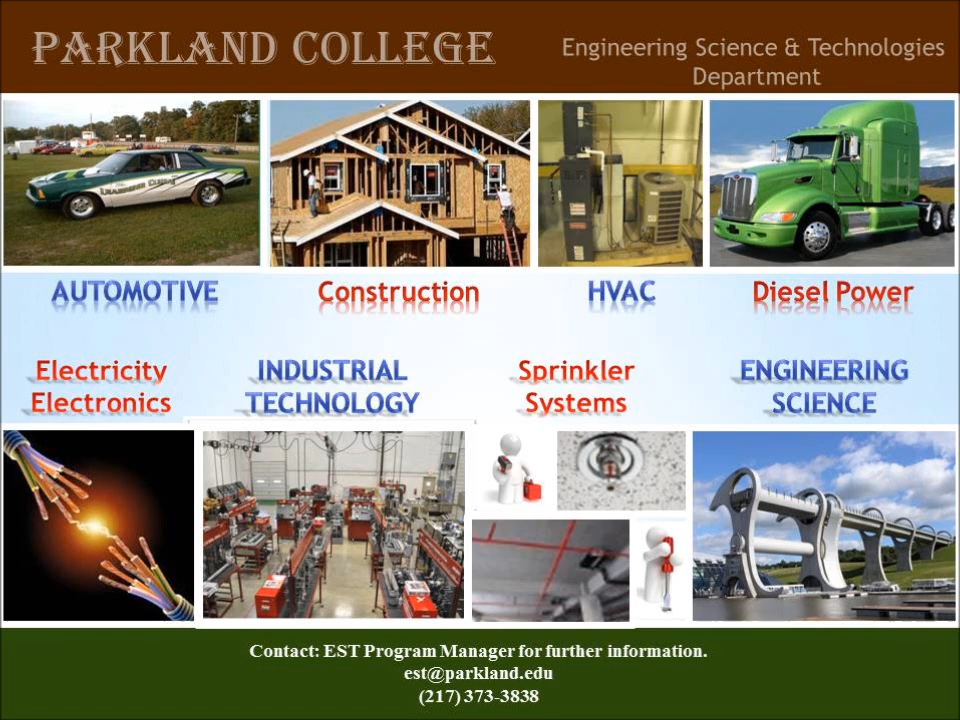 PARKLAND COLLEGE
Engineering Science & Technologies
Department
AUTOMOTIVE
Construction
HVAC
Diesel Power
Electricity
Electronics
INDUSTRIAL
TECHNOLOGY
Sprinkler
Systems
ENGINEERING
SCIENCE
Contact: EST Program Manager for further information.
est@parkland.edu
(217) 373-3838